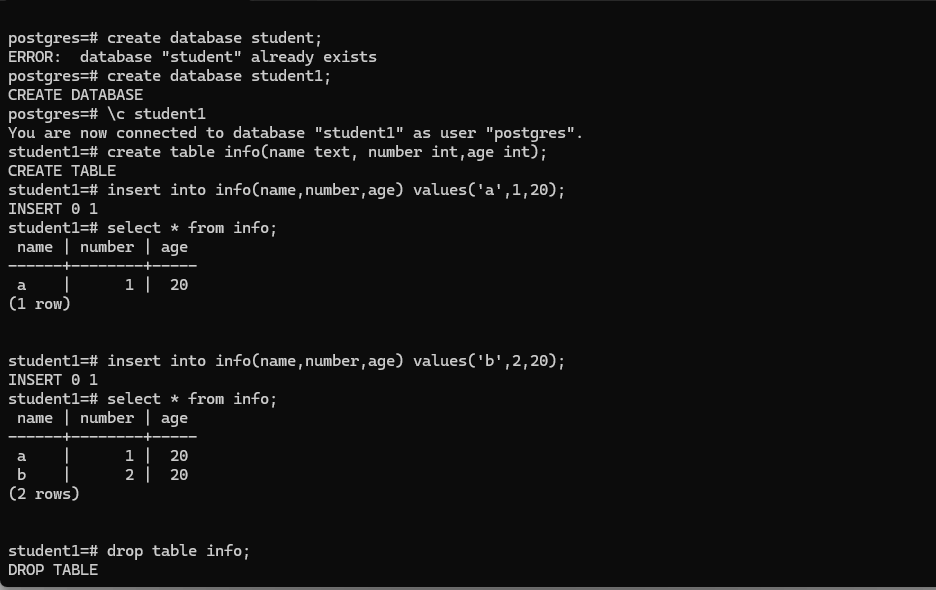 postgres=# create database student;
ERROR:  database "student" already exists
postgres=# create database student1;
CREATE DATABASE
postgres=# \c student1
You are now connected to database "student1" as user "postgres".
student1=# create table info(name text, number int,age int);
CREATE TABLE
student1=# insert into info(name,number,age) values('a',1,20);
INSERT 0 1
student1=# select * from info;
 name | number | age
------+--------+-----
 a    |      1 |  20
(1 row)
student1=# insert into info(name,number,age) values('b',2,20);
INSERT 0 1
student1=# select * from info;
 name | number | age
------+--------+-----
 a    |      1 |  20
 b    |      2 |  20
(2 rows)
student1=# drop table info;
DROP TABLE